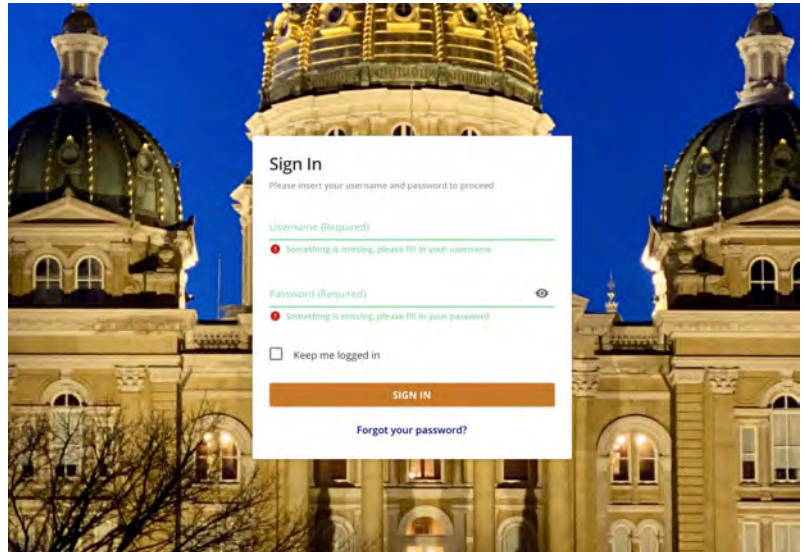 Sign In
Please insert your username and password to proceed
Username (Required)
Something is missing, please fill in your username
Password (Required)
Something is missing, please fill in your password
Keep me logged in
SIGN IN
Forgot your password?